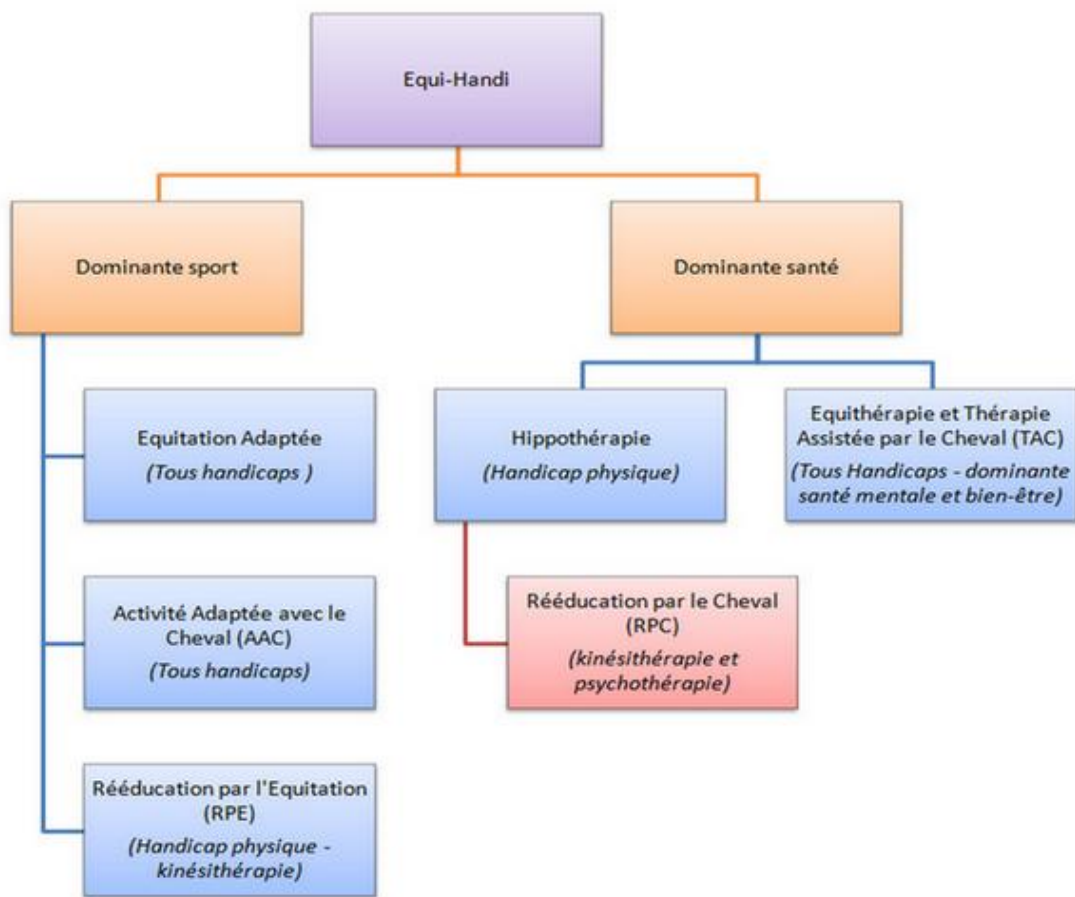 Equi-Handi
Dominante sport
Dominante santé
Equitation Adaptée
(Tous handicaps )
Hippothérapie
(Handicap physique)
Equithérapie et Thérapie
Assistée par le Cheval (TAC)
(Tous Handicaps - dominante
santé mentale et bien-être)
Activité Adaptée avec le
Cheval (AAC)
(Tous handicaps)
Rééducation par le Cheval
(RPC)
(kinésithérapie et
psychothérapie)
Rééducation par l'Equitation
(RPE)
(Handicap physique -
kinésithérapie)